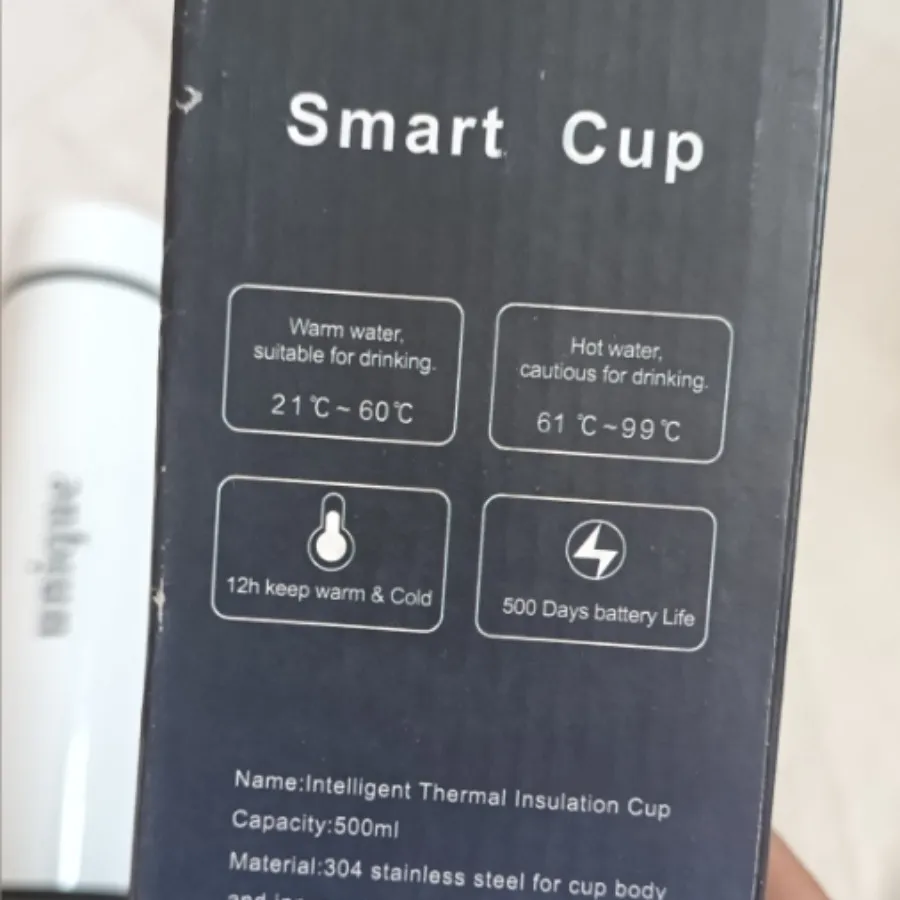 Smart Cup
Warm water,
suitable for drinking.
21℃~60℃
Hot water,
cautious for drinking.
61℃~99℃
12h keep warm & Cold
500 Days battery Life
Name:Intelligent Thermal Insulation Cup
Capacity:500ml
Material:304 stainless steel for cup body
and